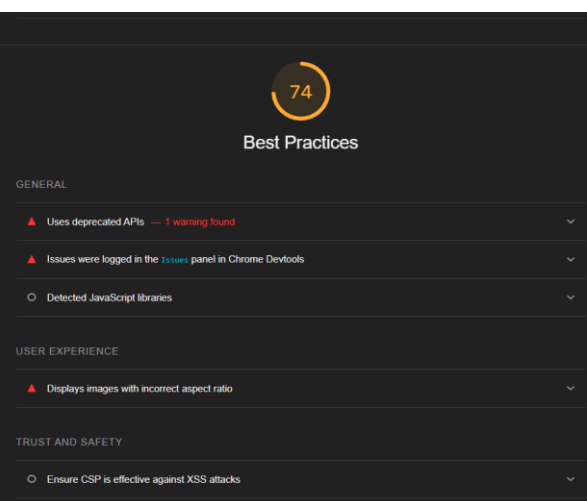 74
Best Practices
GENERAL
Uses deprecated APIs — 1 warning found
Issues were logged in the Issues panel in Chrome Devtools
Detected JavaScript libraries
USER EXPERIENCE
Displays images with incorrect aspect ratio
TRUST AND SAFETY
Ensure CSP is effective against XSS attacks